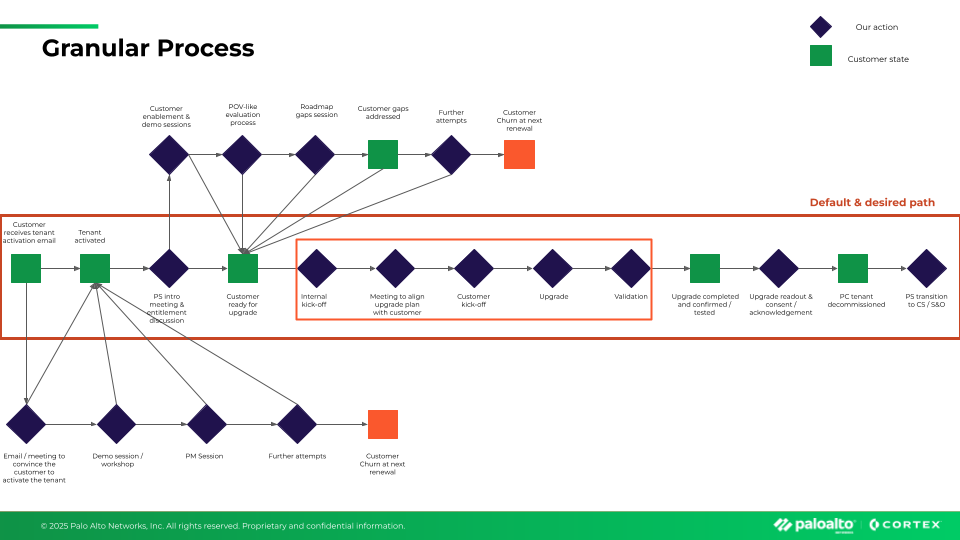 Granular Process
Our action
Customer state
Customer
enablement &
demo sessions
POV-like
evaluation
process
Roadmap
gaps session
Customer gaps
addressed
Further
attempts
Customer
Churn at next
renewal
Default & desired path
Customer
receives tenant
activation email
Tenant
activated
PS intro
meeting &
entitlement
discussion
Customer
ready for
upgrade
Internal
kick-off
Meeting to align
upgrade plan
with customer
Customer
kick-off
Upgrade
Validation
Upgrade completed
and confirmed /
tested
Upgrade readout &
consent /
acknowledgement
PC tenant
decommissioned
PS transition
to CS / S&O
Email / meeting to
convince the
customer to
activate the tenant
Demo session /
workshop
PM Session
Further attempts
Customer
Churn at next
renewal
© 2025 Palo Alto Networks, Inc. All rights reserved. Proprietary and confidential information.
paloalto
NETWORKS
CORTEX